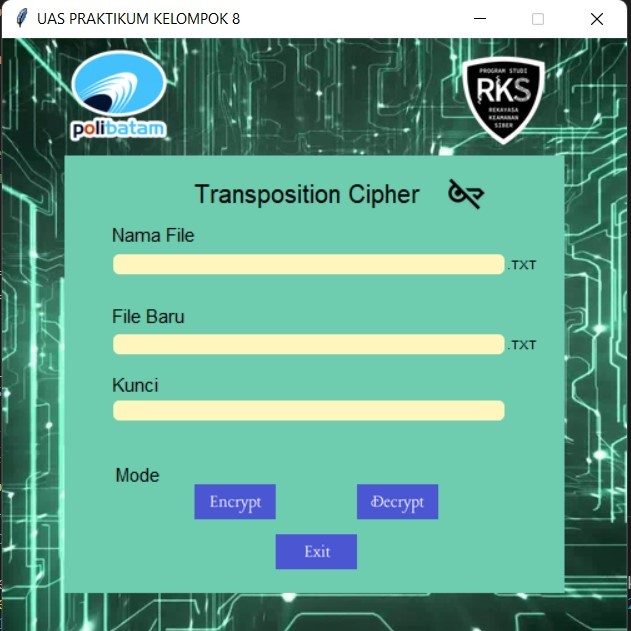 UAS PRAKTIKUM KELOMPOK 8
polibatam
PROGRAM STUDI
RKS
REKAYASA
KEAMANAN
SIBER
Transposition Cipher
Nama File
.TXT
File Baru
.TXT
Kunci
Mode
Encrypt
Decrypt
Exit